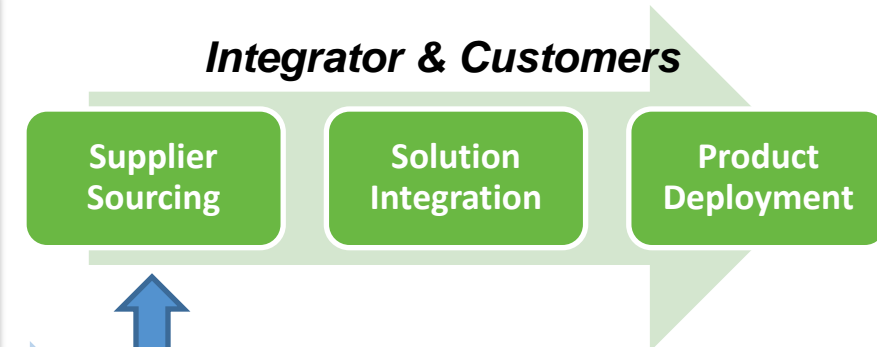 Integrator & Customers
Supplier
Sourcing
Solution
Integration
Product
Deployment